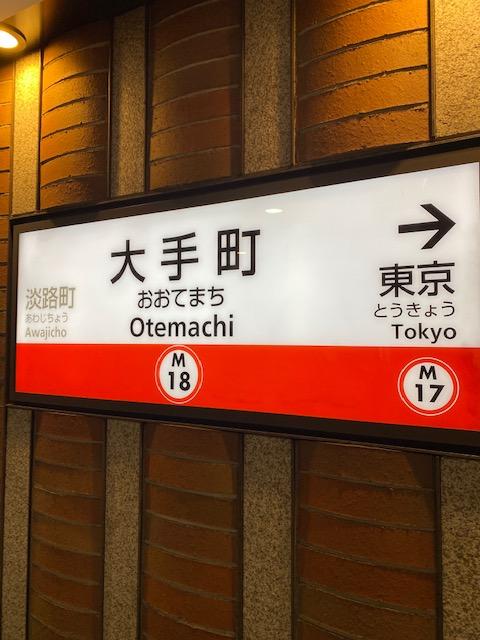 淡路町
あわじちょう
Awajicho
大手町
おおてまち
Otemachi
M
18
→
東京
とうきょう
Tokyo
M
17